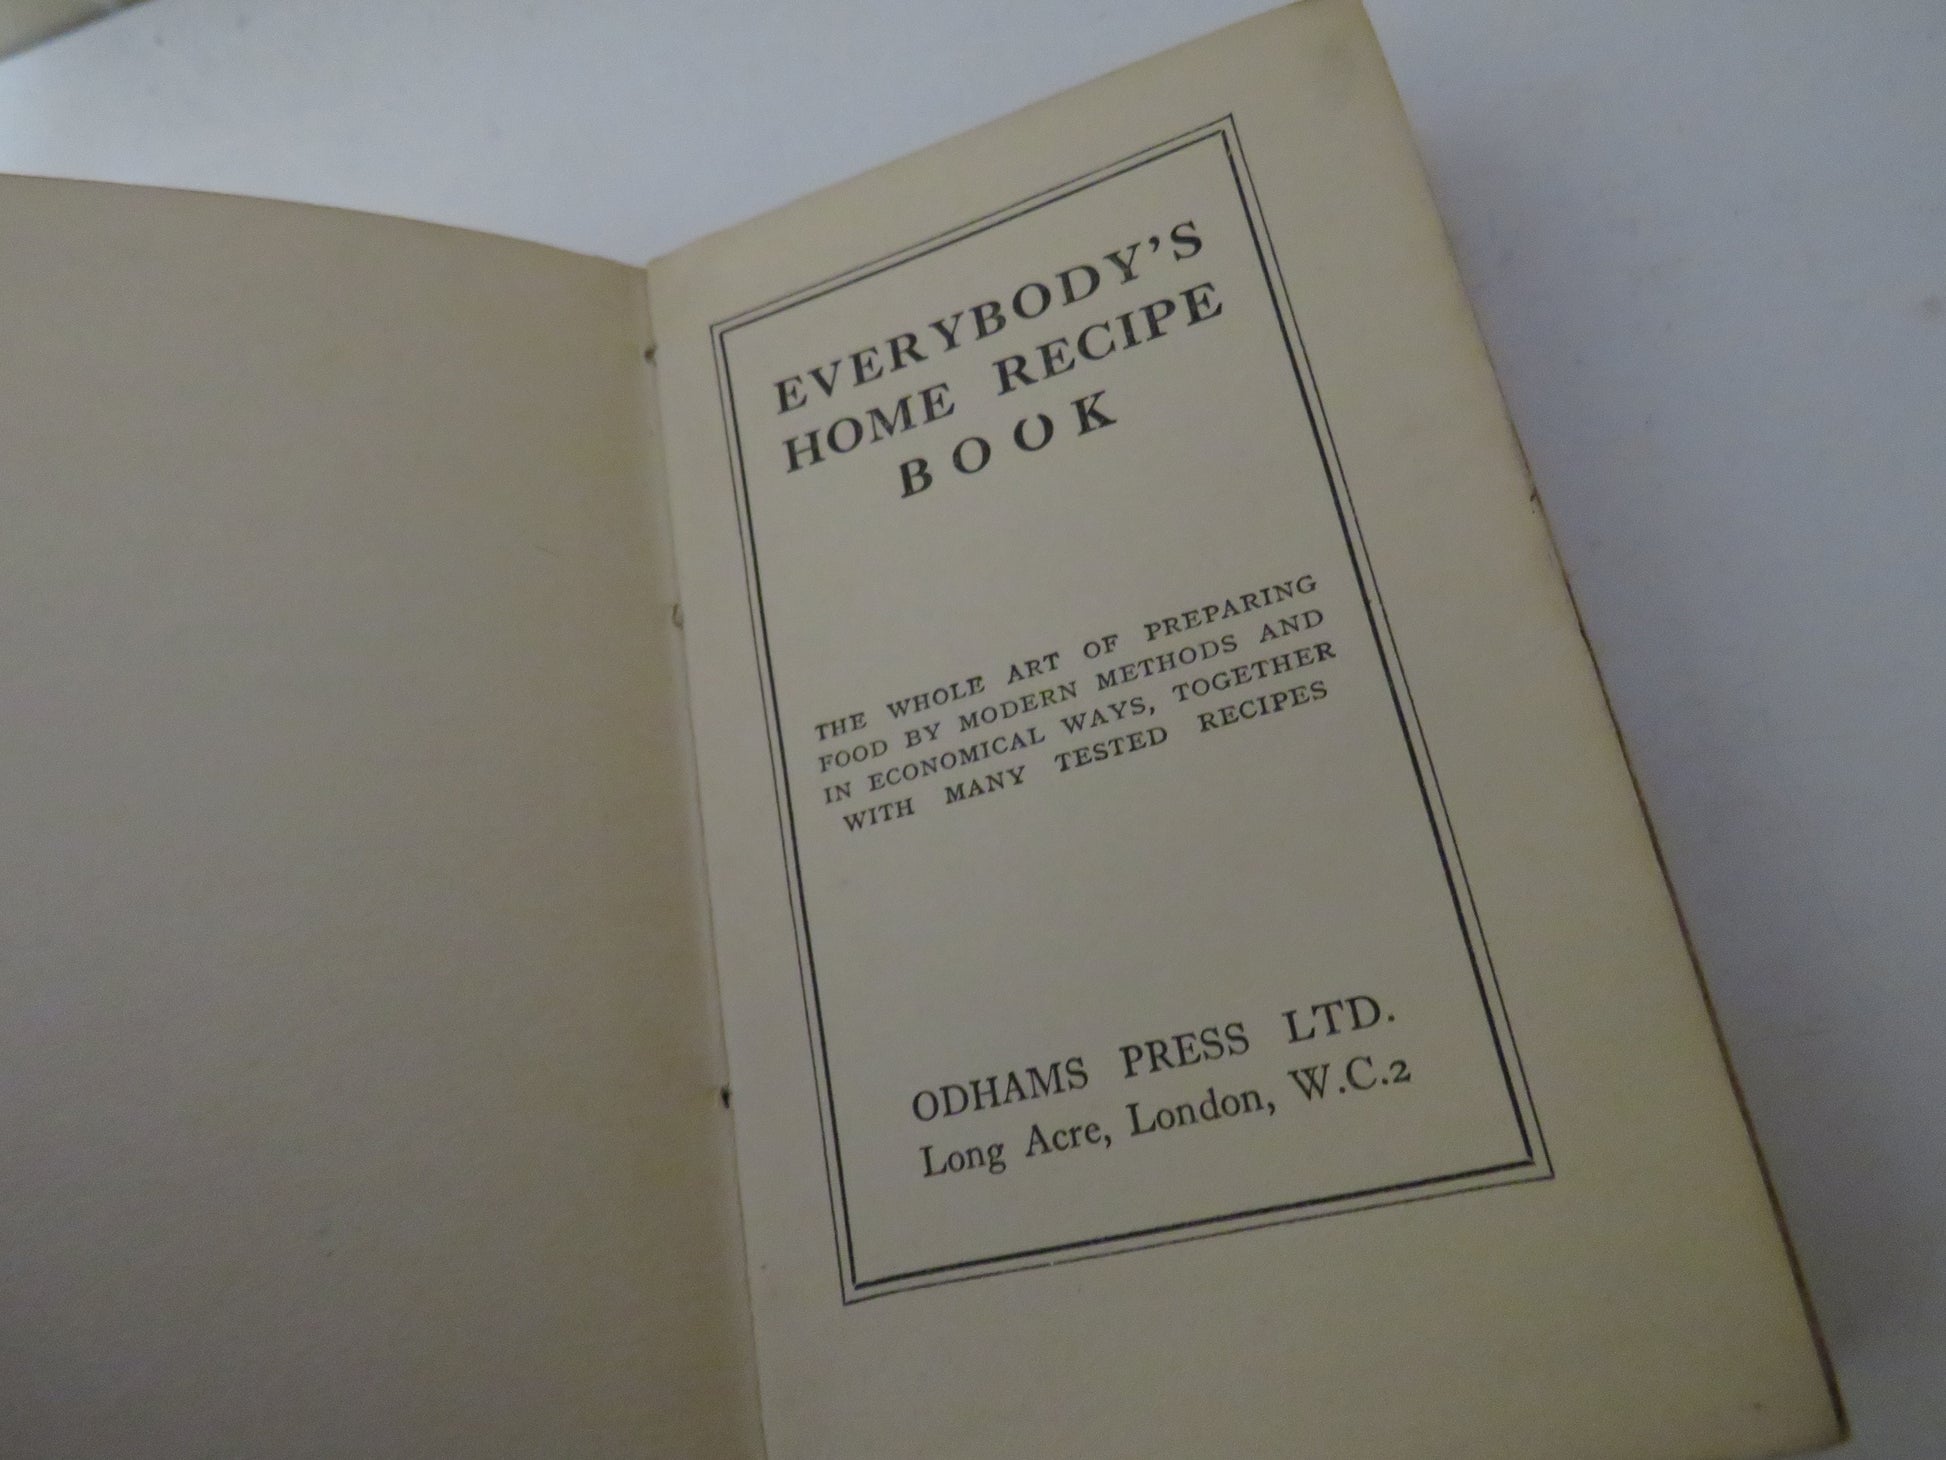 EVERYBODY'S
HOME RECIPE
BOOK
THE WHOLE ART OF PREPARING
FOOD BY MODERN METHODS AND
IN ECONOMICAL WAYS, TOGETHER
WITH MANY TESTED RECIPES
ODHAMS PRESS LTD.
Long Acre, London, W.C.2